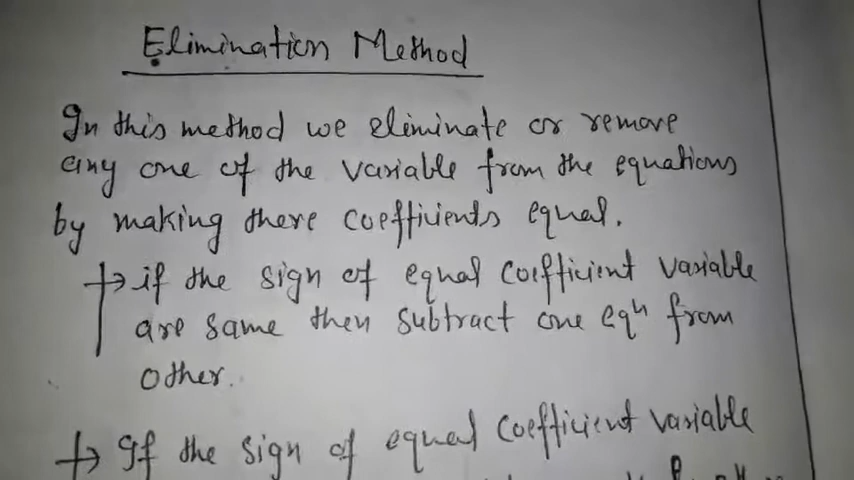 Elimination Method
In this method we eliminate or remove
any one of the variable from the equations
by making there coefficients equal.
→ if the sign of equal coefficient variable
are same then subtract one eqn from
other.
→ If the sign of equal coefficient variable